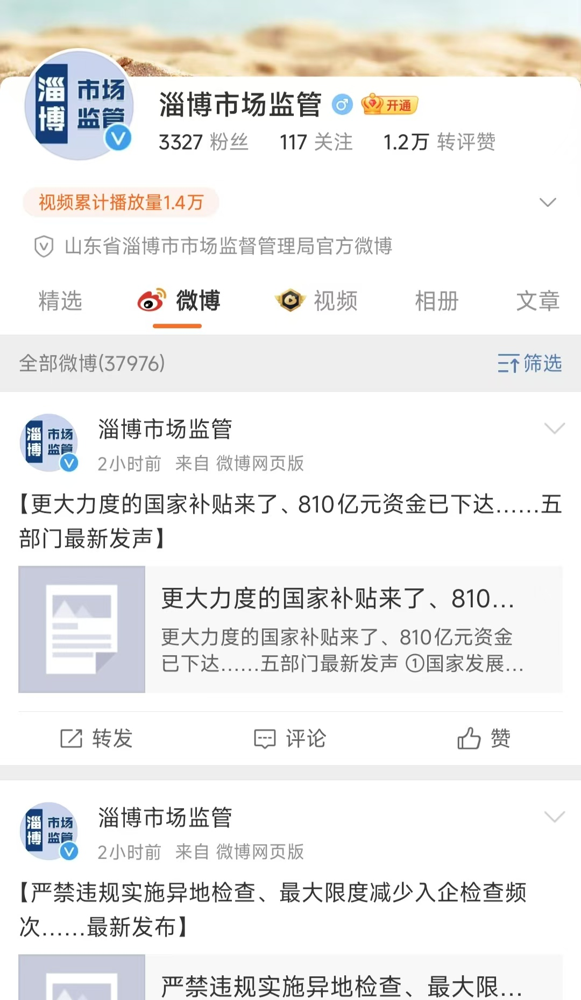 淄博 市场监管
淄博市场监管 开通
3327 粉丝 117 关注 1.2万 转评赞
视频累计播放量1.4万
山东省淄博市市场监督管理局官方微博
精选 微博 视频 相册 文章
全部微博(37976) 筛选
淄博 市场监管
淄博市场监管
2小时前 来自 微博网页版
【更大力度的国家补贴来了、810亿元资金已下达……五
部门最新发声】
更大力度的国家补贴来了、810...
更大力度的国家补贴来了、810亿元资金
已下达……五部门最新发声 ①国家发展...
转发 评论 赞
淄博 市场监管
淄博市场监管
2小时前 来自 微博网页版
【严禁违规实施异地检查、最大限度减少入企检查频
次……最新发布】
严禁违规实施异地检查、最大限...